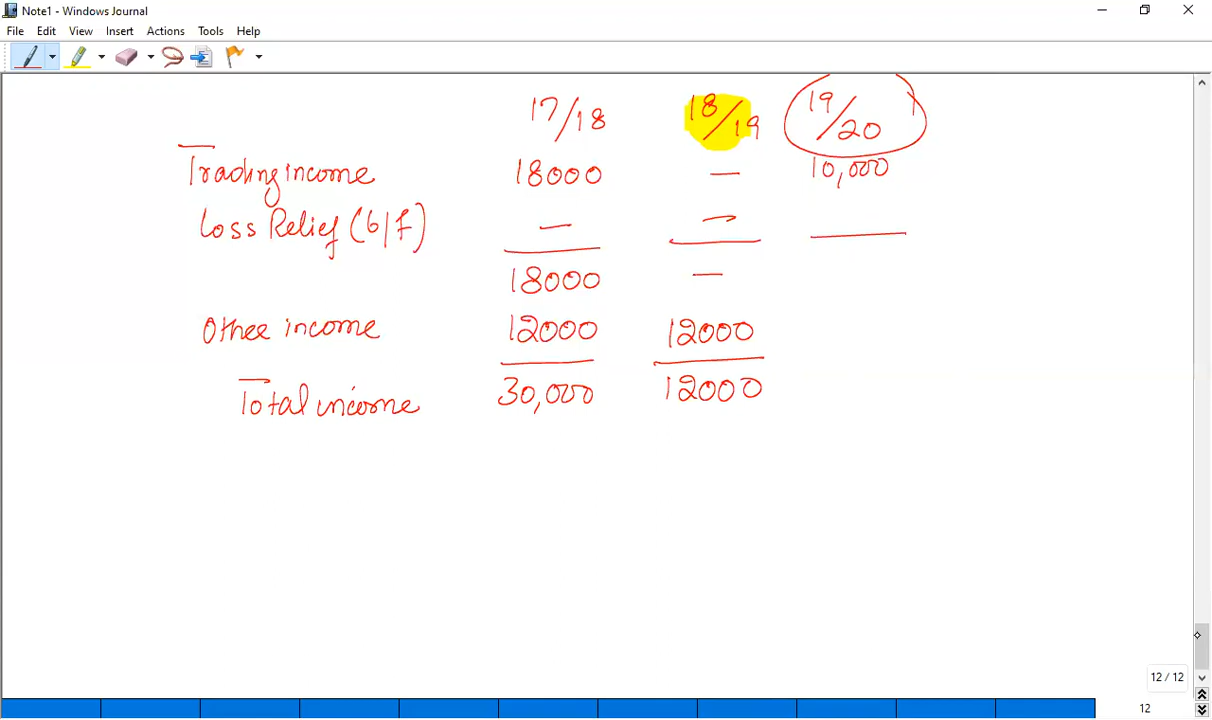 Note1 - Windows Journal
File Edit View Insert Actions Tools Help
17/18 18/19 19/20
Trading income 18000 — 10,000
Loss Relief (b/f) — —
18000 —
Other income 12000 12000
Total income 30,000 12000
12 / 12
12